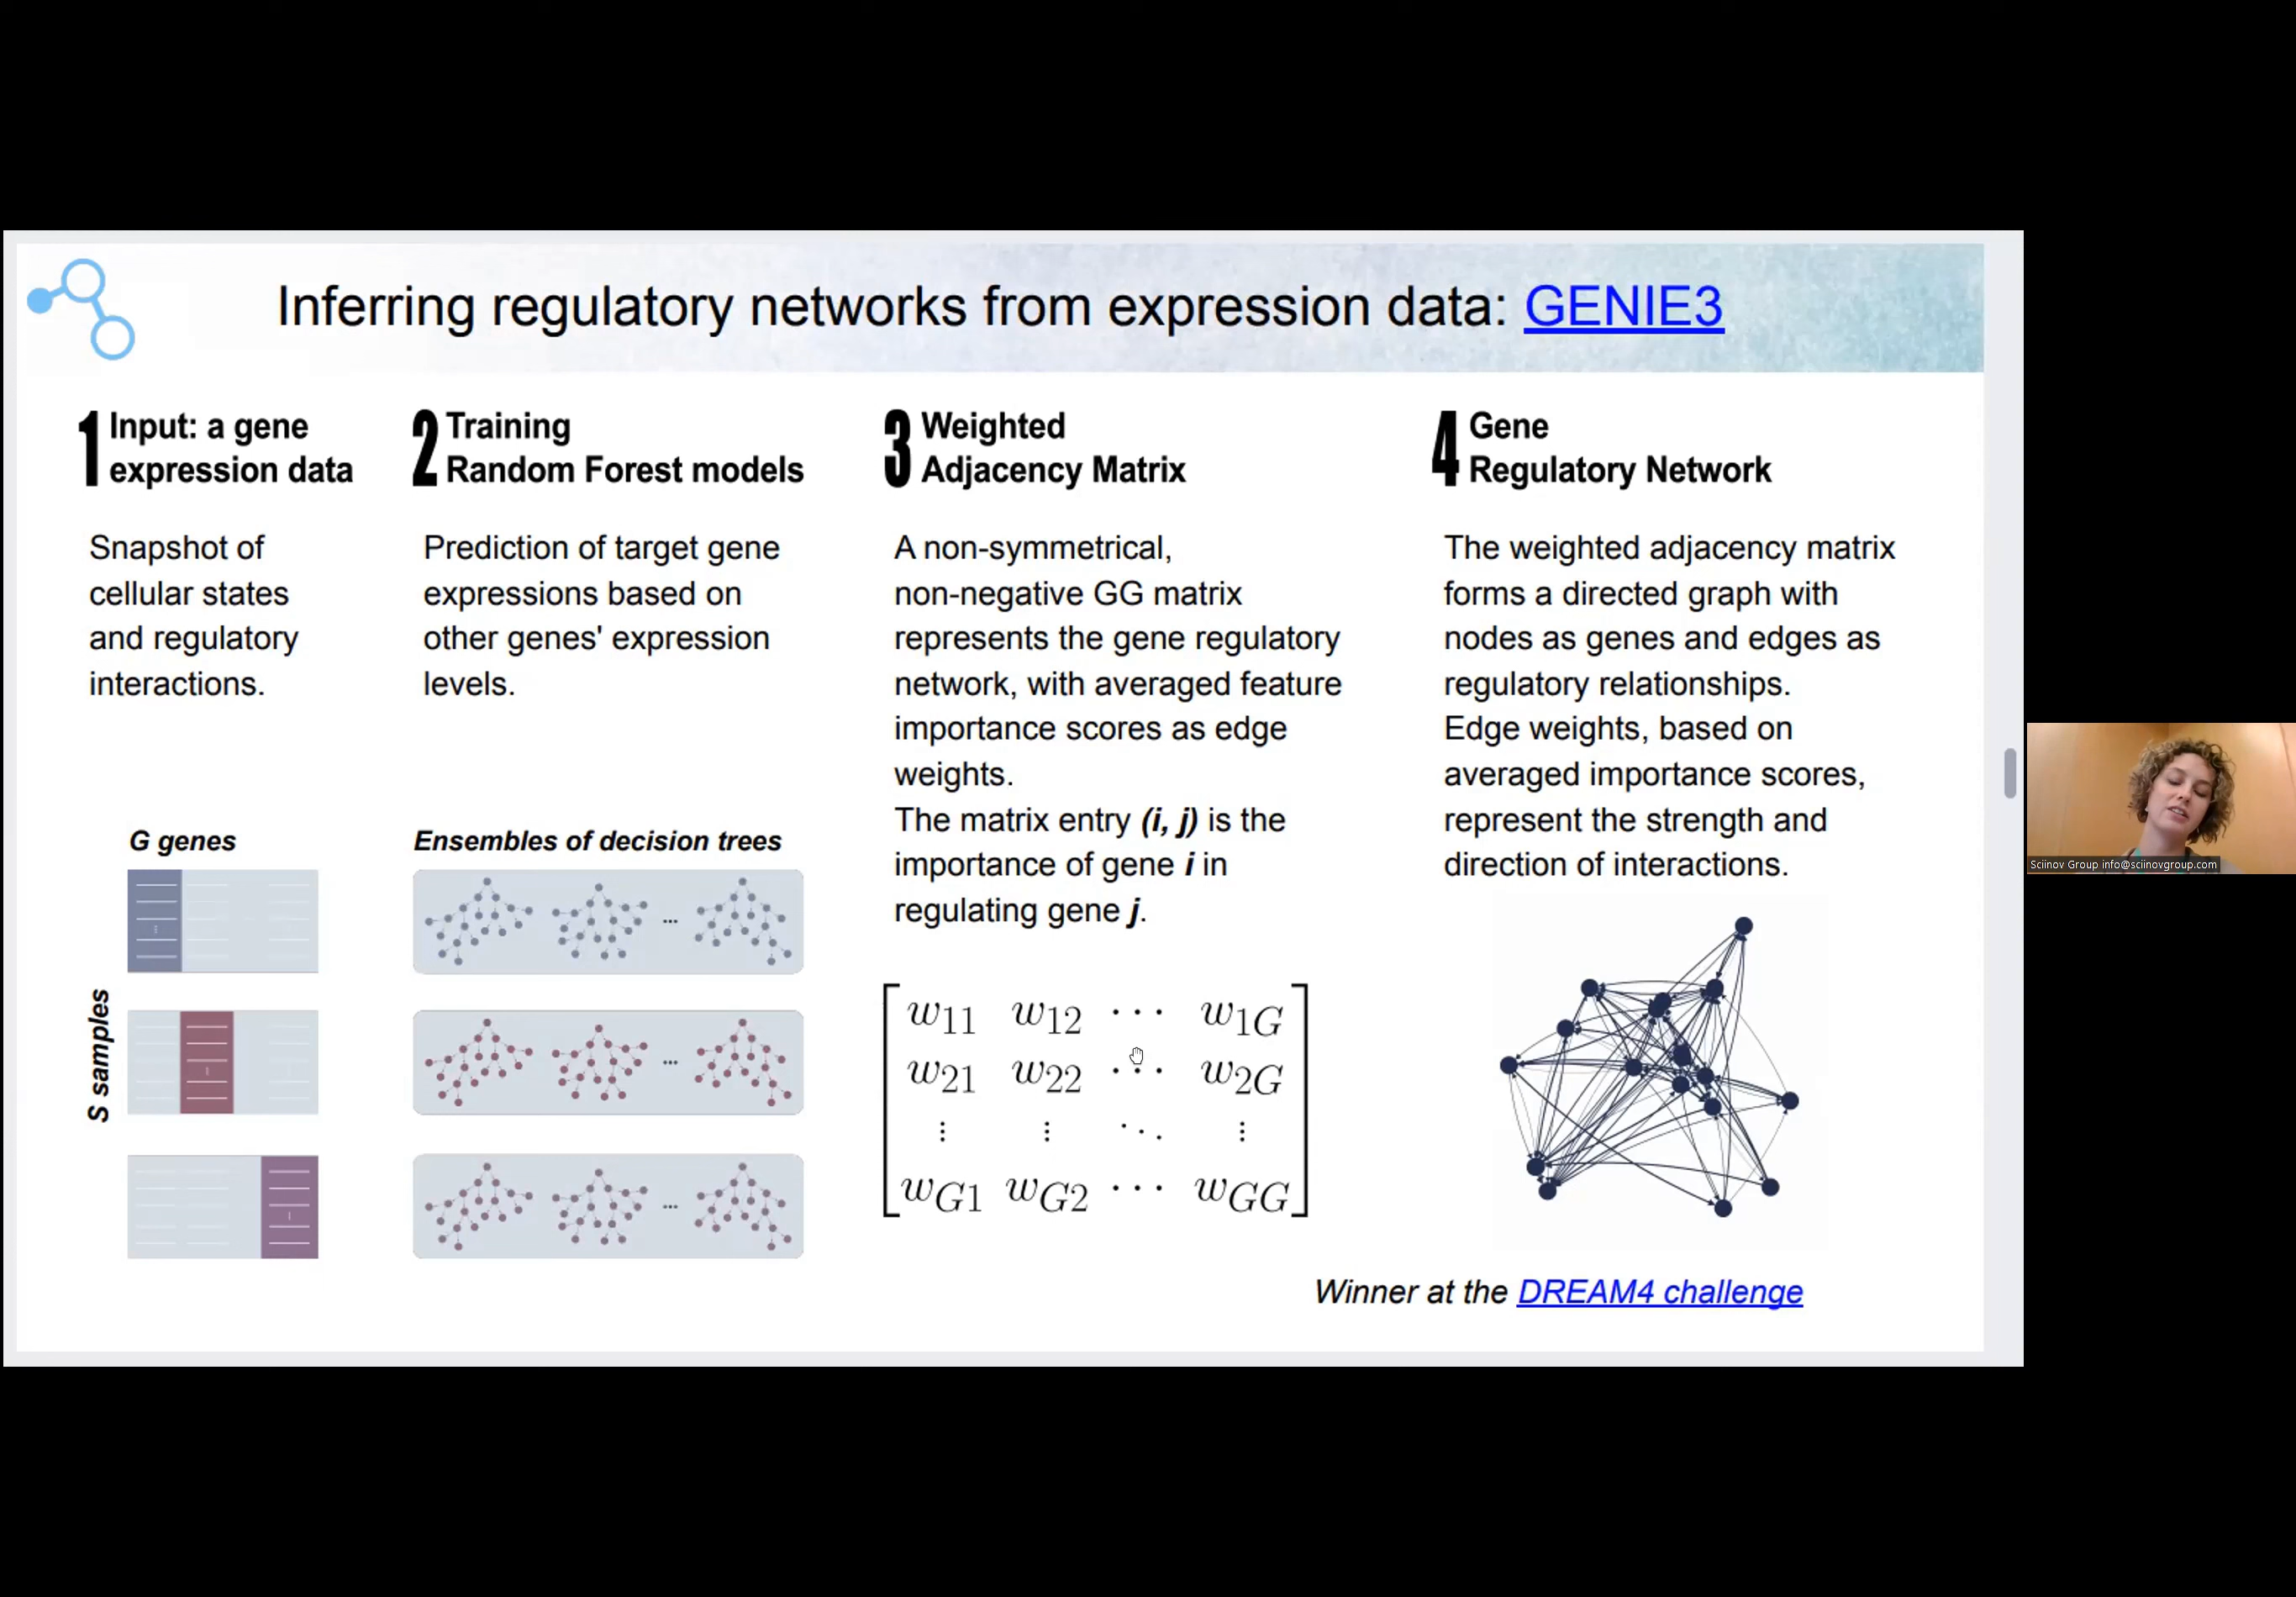 Inferring regulatory networks from expression data: GENIE3
1 Input: a gene
expression data
Snapshot of
cellular states
and regulatory
interactions.
G genes
S samples
2 Training
Random Forest models
Prediction of target gene
expressions based on
other genes' expression
levels.
Ensembles of decision trees
...
...
...
3 Weighted
Adjacency Matrix
A non-symmetrical,
non-negative GG matrix
represents the gene regulatory
network, with averaged feature
importance scores as edge
weights.
The matrix entry (i, j) is the
importance of gene i in
regulating gene j.
w11 w12 ⋯ w1G
w21 w22 ⋯ w2G
⋮ ⋮ ⋱ ⋮
wG1 wG2 ⋯ wGG
4 Gene
Regulatory Network
The weighted adjacency matrix
forms a directed graph with
nodes as genes and edges as
regulatory relationships.
Edge weights, based on
averaged importance scores,
represent the strength and
direction of interactions.
Winner at the DREAM4 challenge
Sciinov Group info@sciinovgroup.com